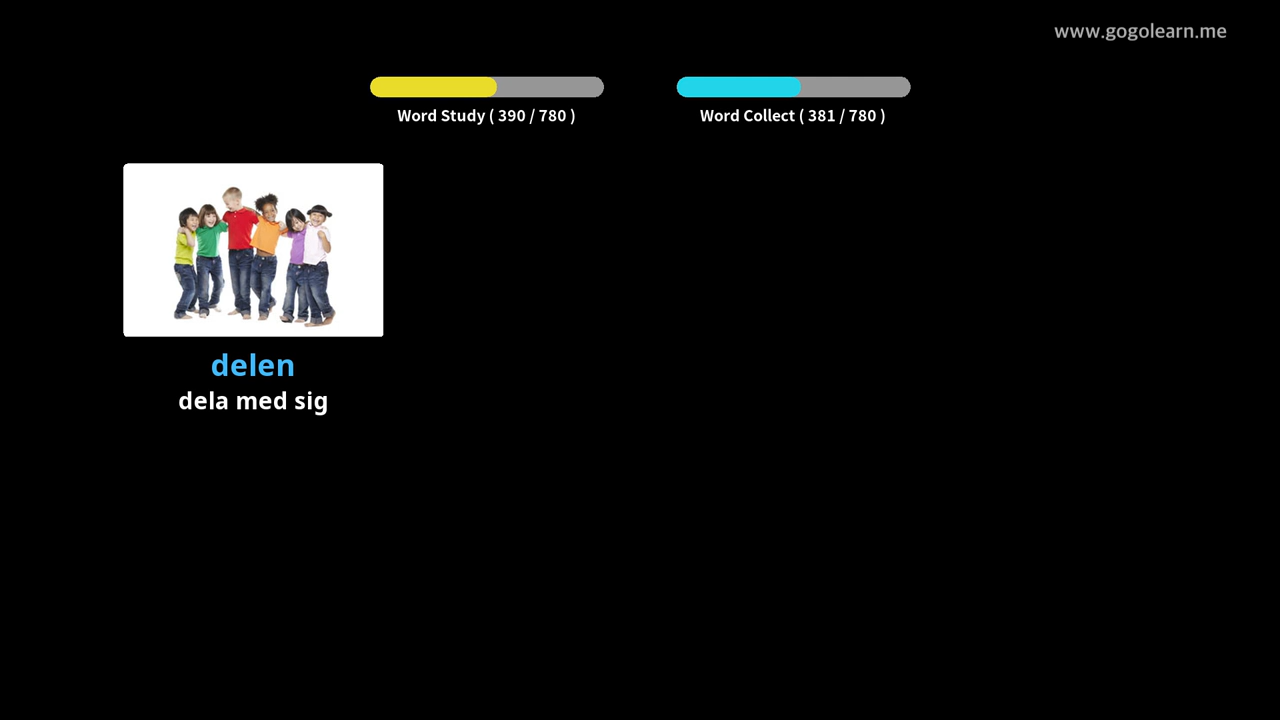 www.gogolearn.me
Word Study ( 390 / 780 )
Word Collect ( 381 / 780 )
delen
dela med sig